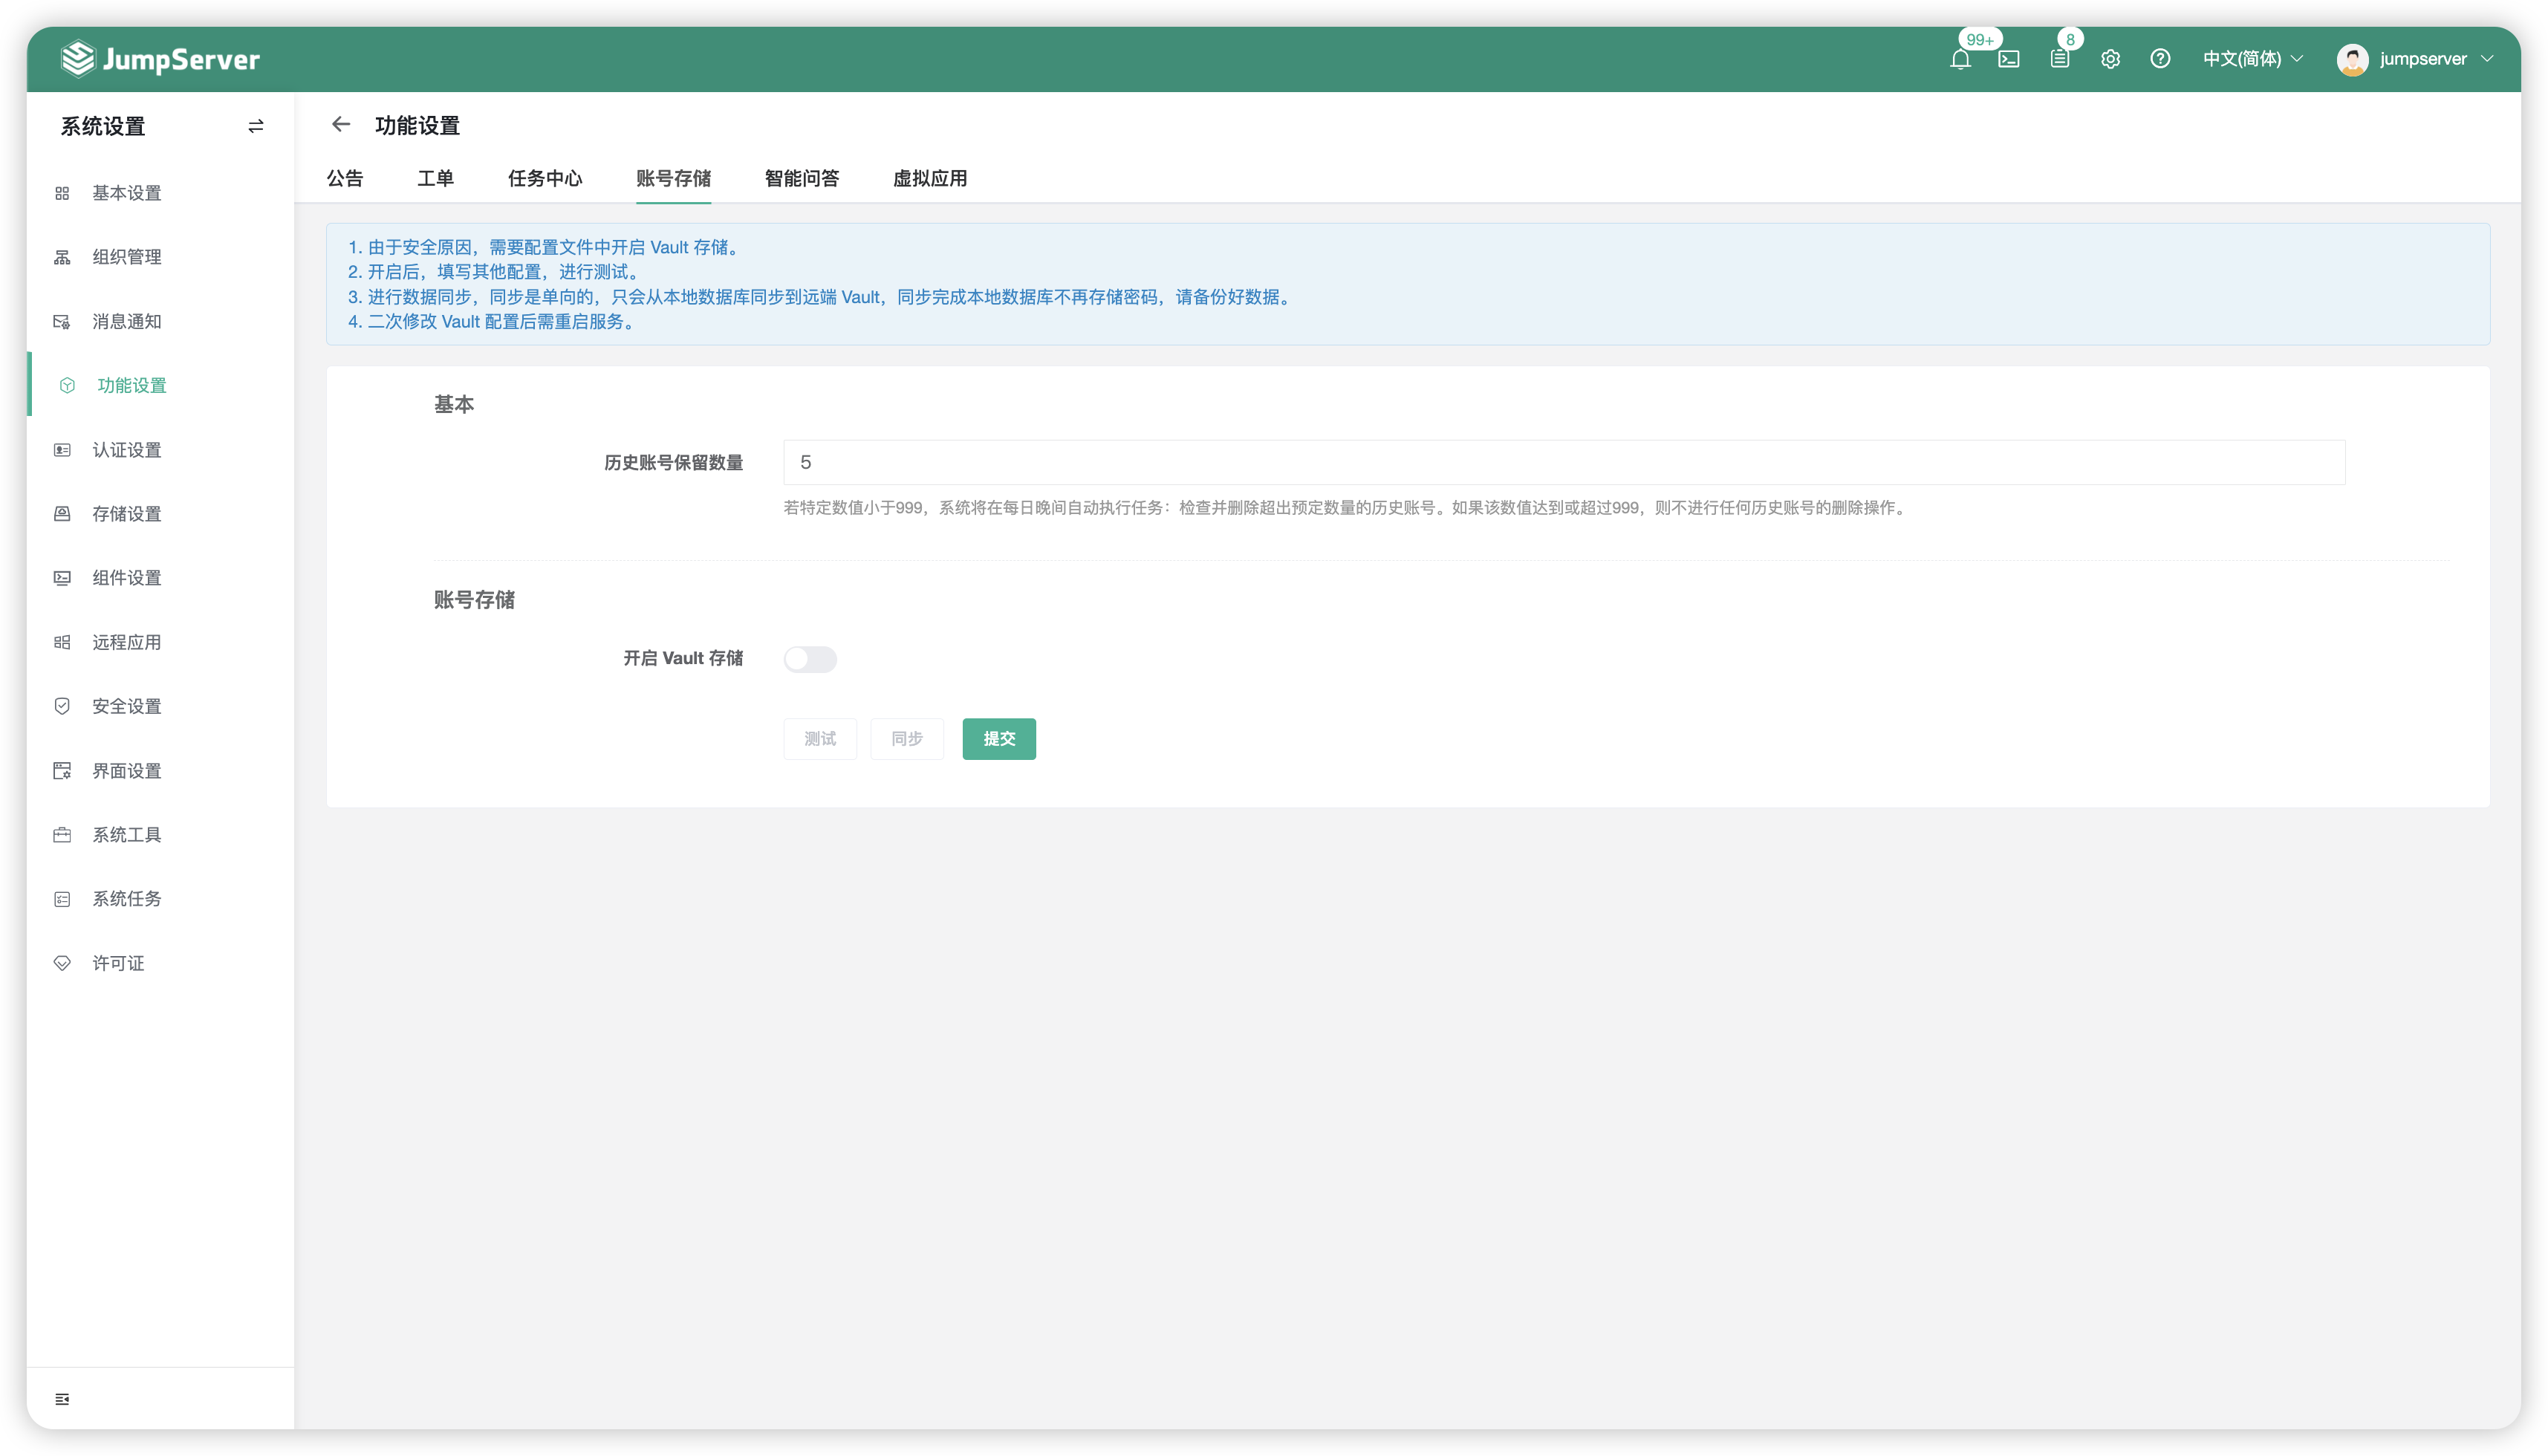 JumpServer
99+
8
中文(简体)
jumpserver
系统设置
基本设置
组织管理
消息通知
功能设置
认证设置
存储设置
组件设置
远程应用
安全设置
界面设置
系统工具
系统任务
许可证
功能设置
公告 工单 任务中心 账号存储 智能问答 虚拟应用
1. 由于安全原因，需要配置文件中开启 Vault 存储。
2. 开启后，填写其他配置，进行测试。
3. 进行数据同步，同步是单向的，只会从本地数据库同步到远端 Vault，同步完成本地数据库不再存储密码，请备份好数据。
4. 二次修改 Vault 配置后需重启服务。
基本
历史账号保留数量 5
若特定数值小于999，系统将在每日晚间自动执行任务：检查并删除超出预定数量的历史账号。如果该数值达到或超过999，则不进行任何历史账号的删除操作。
账号存储
开启 Vault 存储
测试 同步 提交